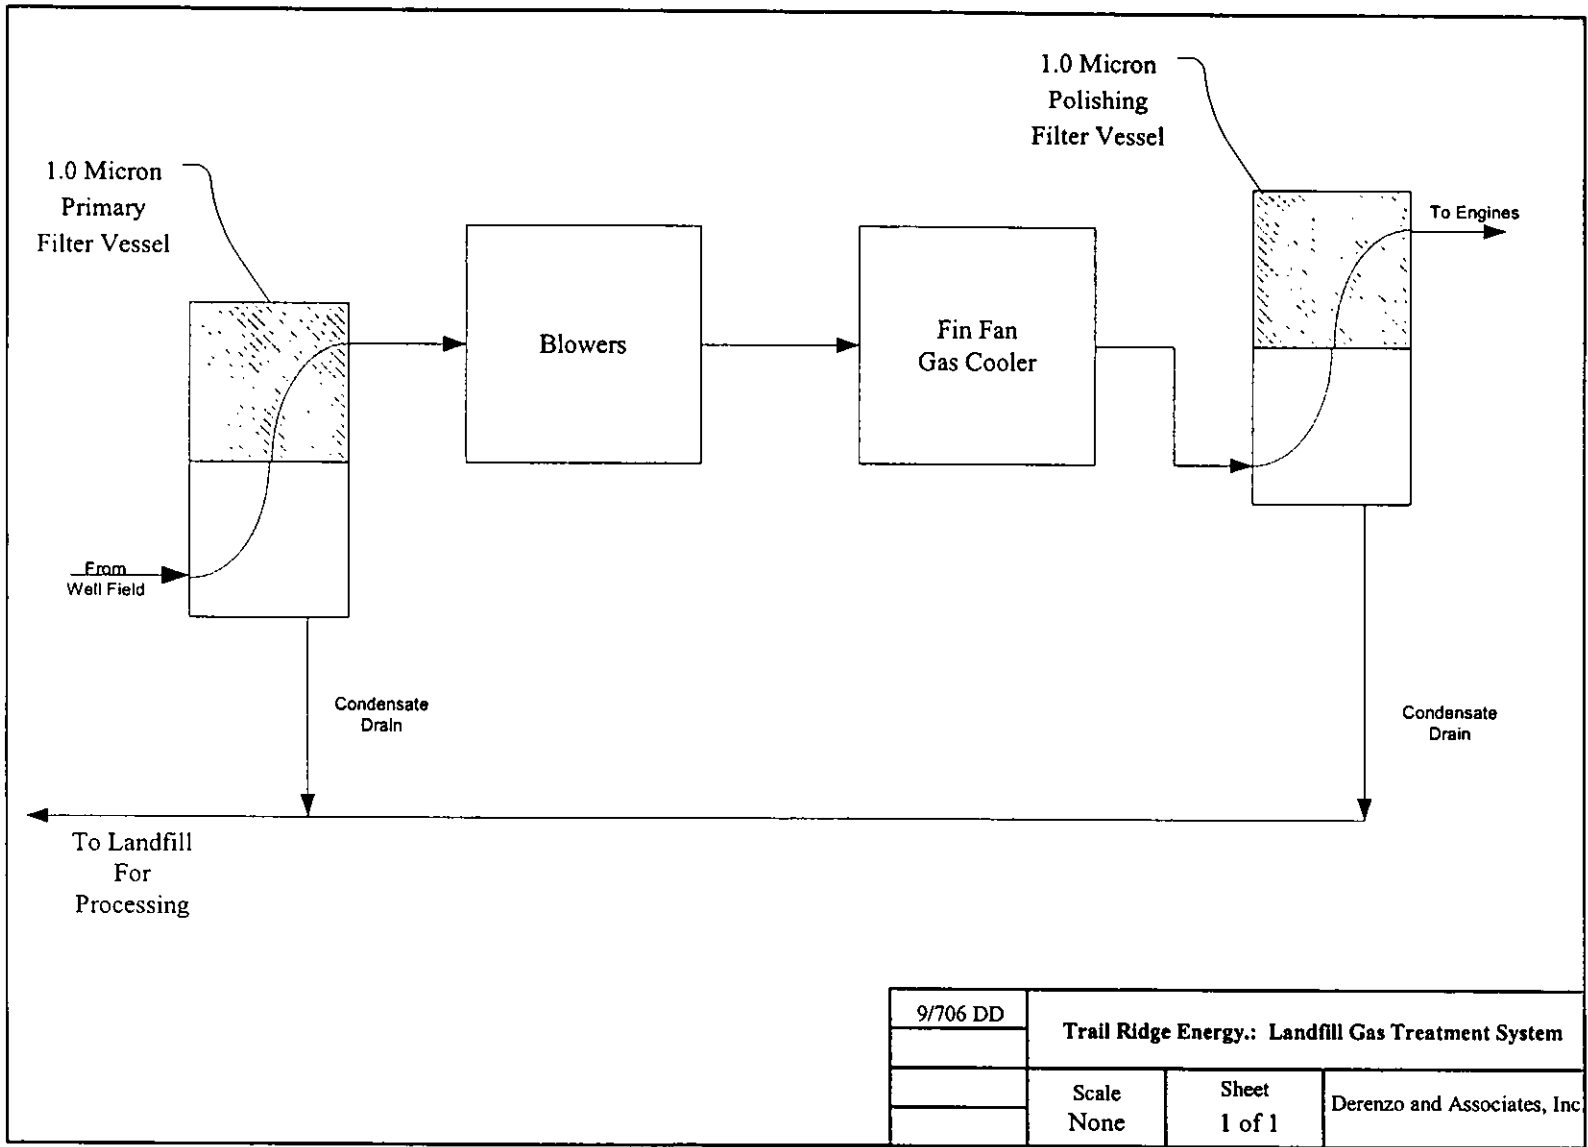 1.0 Micron
Polishing
Filter Vessel
1.0 Micron
Primary
Filter Vessel
To Engines
Blowers
Fin Fan
Gas Cooler
From
Well Field
Condensate
Drain
Condensate
Drain
To Landfill
For
Processing
9/706 DD
Trail Ridge Energy.: Landfill Gas Treatment System
Scale
None
Sheet
1 of 1
Derenzo and Associates, Inc